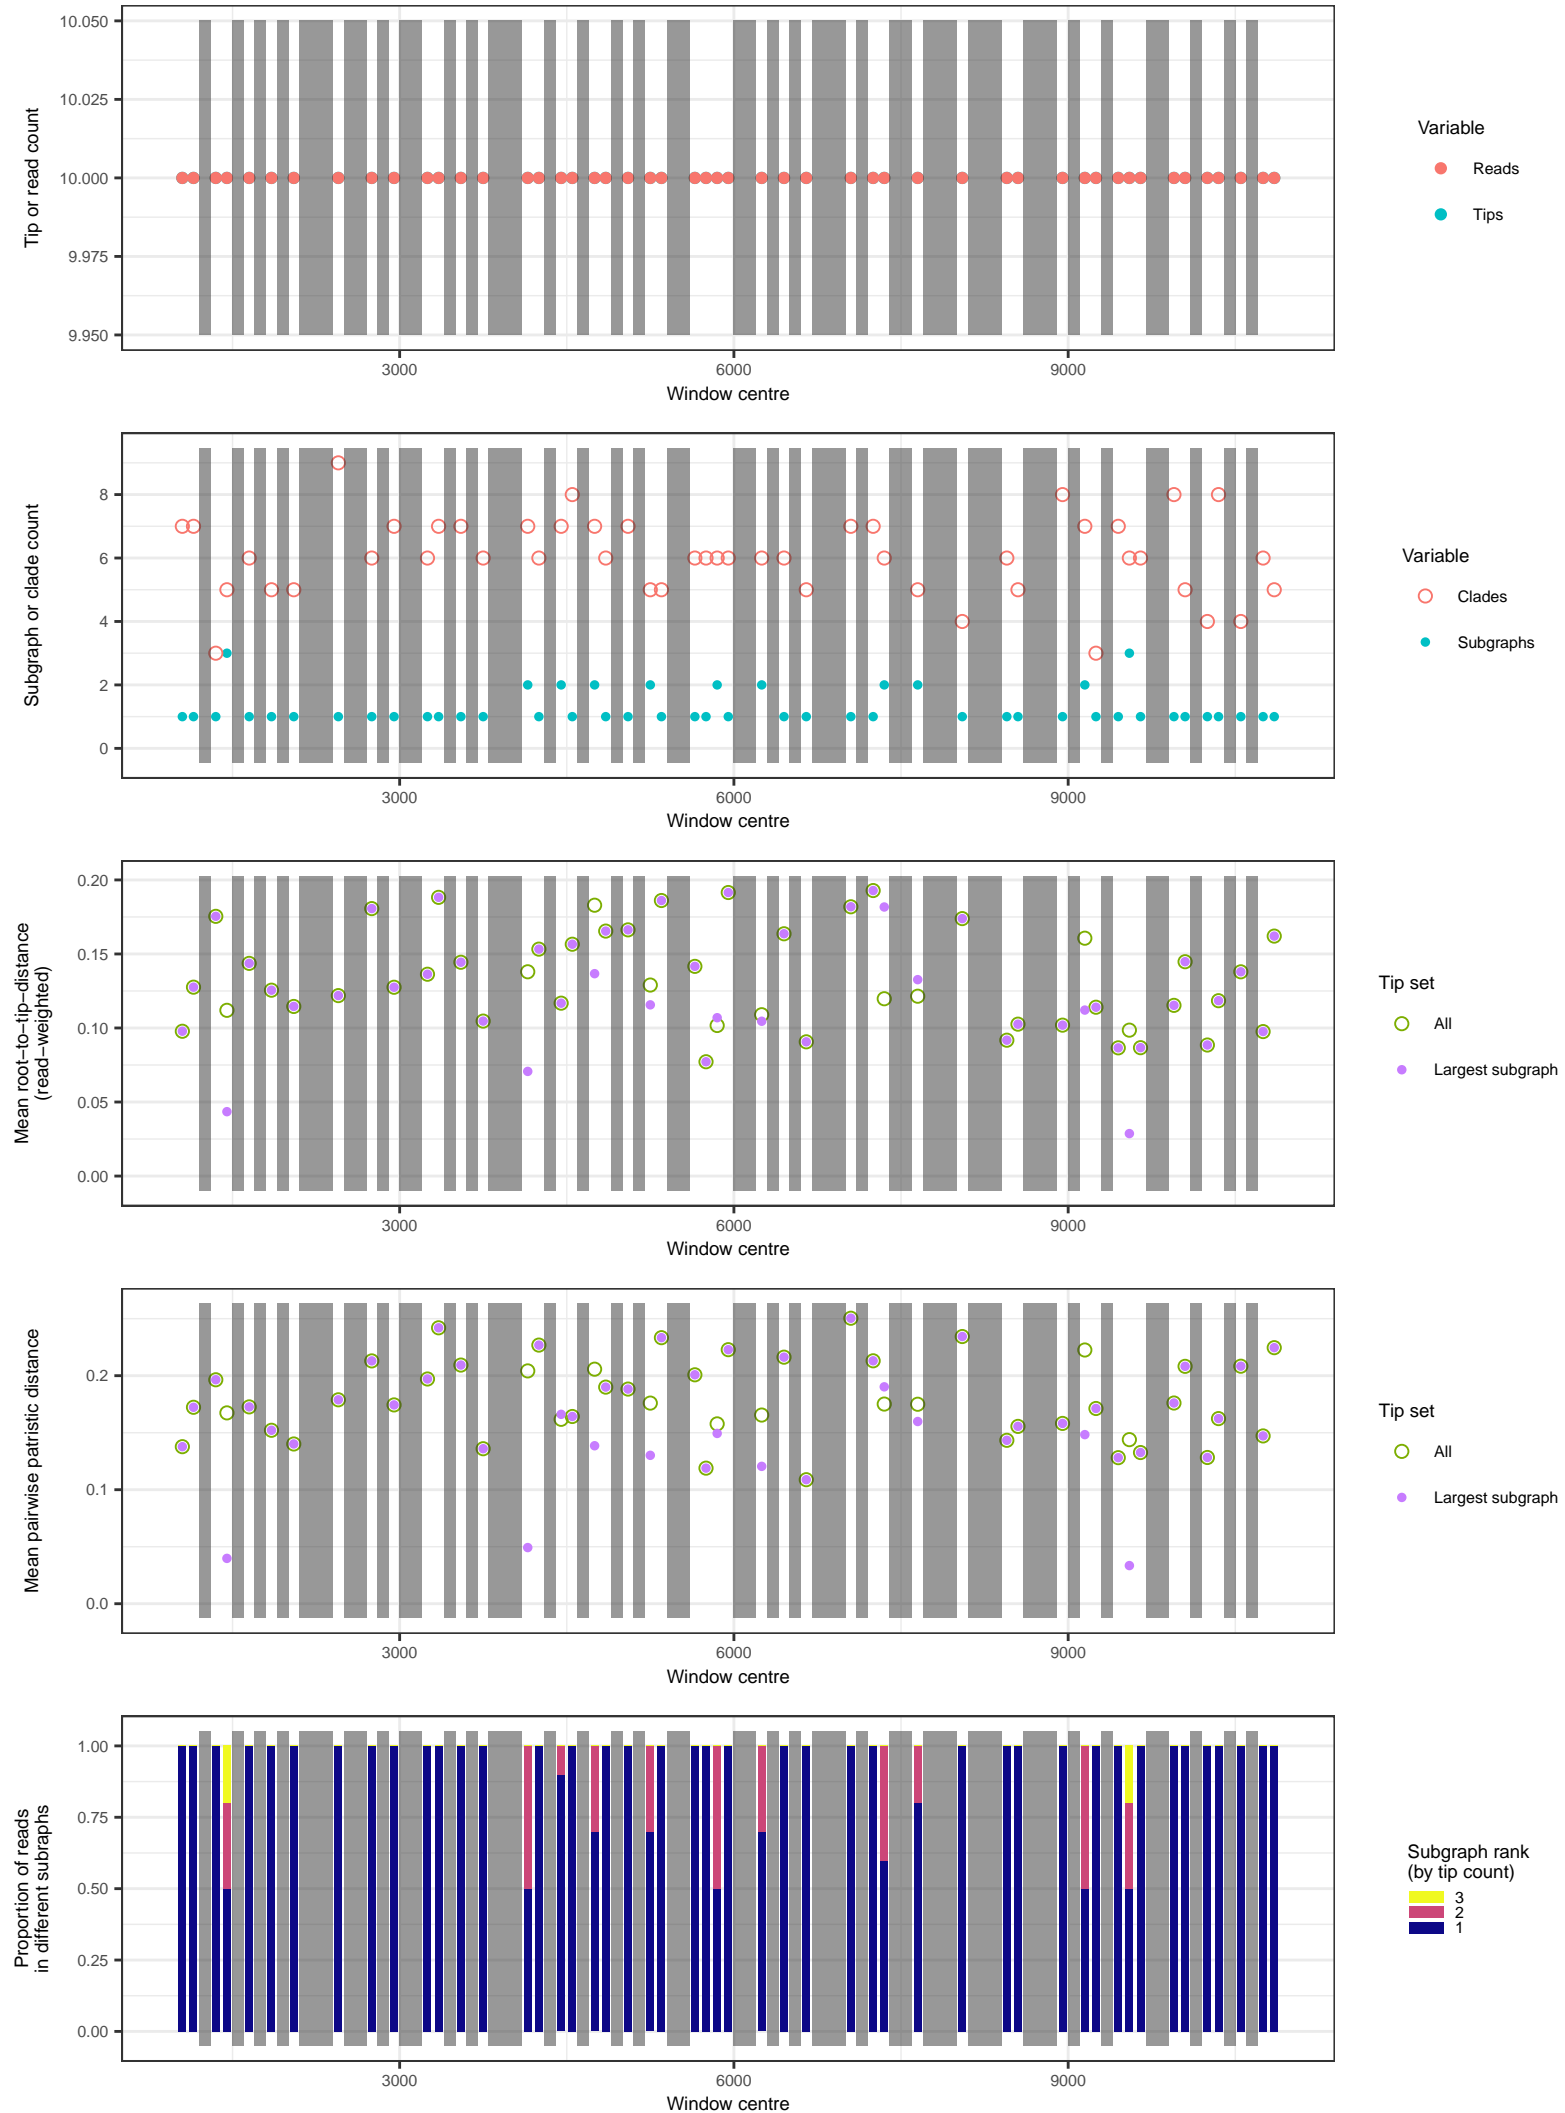 10.050
10.025
10.000
9.975
9.950
Tip or read count
3000 6000 9000
Window centre
Variable
Reads
Tips
8
6
4
2
0
Subgraph or clade count
3000 6000 9000
Window centre
Variable
Clades
Subgraphs
0.20
0.15
0.10
0.05
0.00
Mean root−to−tip−distance
(read−weighted)
3000 6000 9000
Window centre
Tip set
All
Largest subgraph
0.2
0.1
0.0
Mean pairwise patristic distance
3000 6000 9000
Window centre
Tip set
All
Largest subgraph
1.00
0.75
0.50
0.25
0.00
Proportion of reads
in different subraphs
3000 6000 9000
Window centre
Subgraph rank
(by tip count)
3
2
1